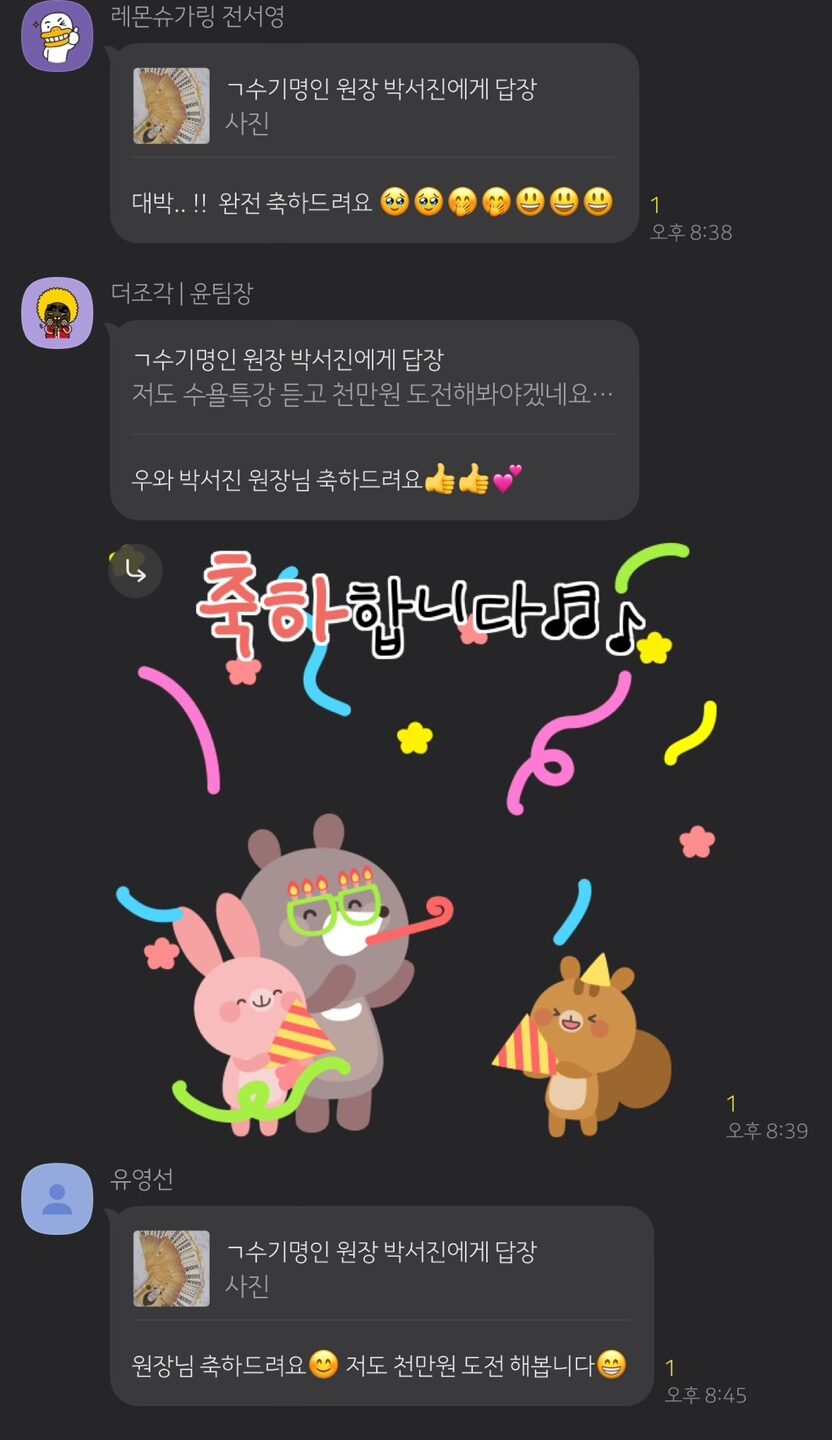 레몬슈가링 전서영
ㄱ수기명인 원장 박서진에게 답장
사진
대박.. !! 완전 축하드려요 🥹🥹🤭🤭😃😃😃
1
오후 8:38
더조각 | 윤팀장
ㄱ수기명인 원장 박서진에게 답장
저도 수욜특강 듣고 천만원 도전해봐야겠네요…
우와 박서진 원장님 축하드려요👍👍💕
축하합니다♫♪
1
오후 8:39
유영선
ㄱ수기명인 원장 박서진에게 답장
사진
원장님 축하드려요😊 저도 천만원 도전 해봅니다😁
1
오후 8:45